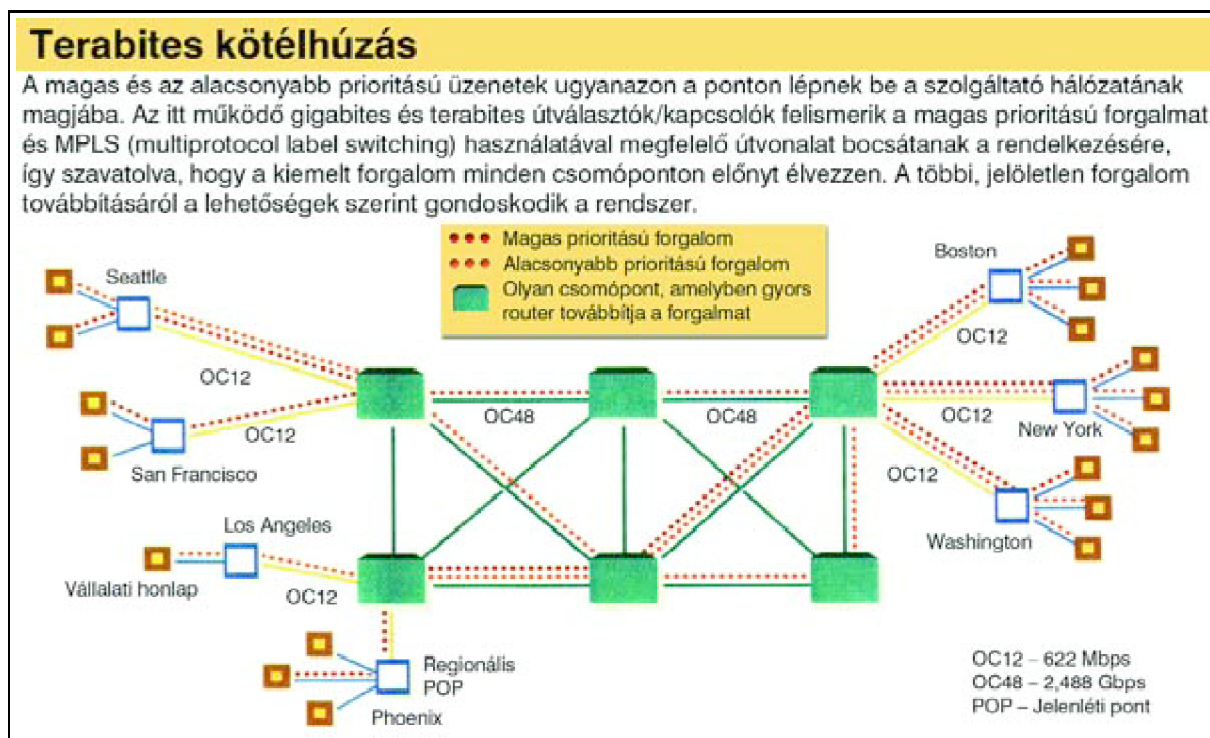 Terabites kötélhúzás
A magas és az alacsonyabb prioritású üzenetek ugyanazon a ponton lépnek be a szolgáltató hálózatának
magjába. Az itt működő gigabites és terabites útválasztók/kapcsolók felismerik a magas prioritású forgalmat
és MPLS (multiprotocol label switching) használatával megfelelő útvonalat bocsátanak a rendelkezésére,
így szavatolva, hogy a kiemelt forgalom minden csomóponton előnyt élvezzen. A többi, jelöletlen forgalom
továbbításáról a lehetőségek szerint gondoskodik a rendszer.
Magas prioritású forgalom
Alacsonyabb prioritású forgalom
Olyan csomópont, amelyben gyors
router továbbítja a forgalmat
Seattle
Boston
OC12
OC12
OC48
OC48
OC12
OC12
New York
San Francisco
OC12
Washington
Los Angeles
Vállalati honlap
OC12
Regionális
POP
Phoenix
OC12 – 622 Mbps
OC48 – 2,488 Gbps
POP – Jelenléti pont